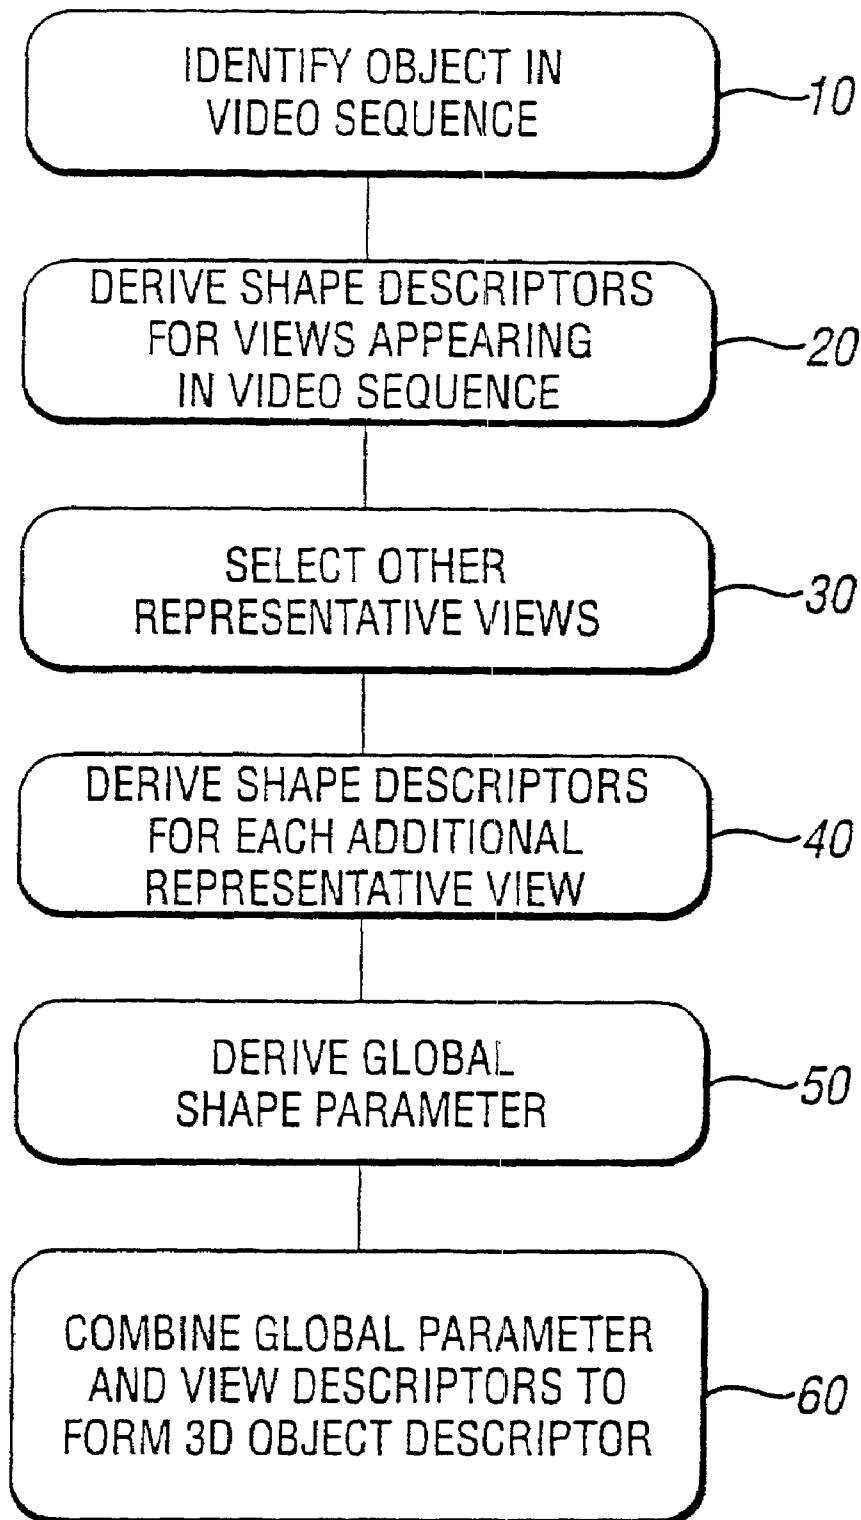 IDENTIFY OBJECT IN
VIDEO SEQUENCE
10
DERIVE SHAPE DESCRIPTORS
FOR VIEWS APPEARING
IN VIDEO SEQUENCE
20
SELECT OTHER
REPRESENTATIVE VIEWS
30
DERIVE SHAPE DESCRIPTORS
FOR EACH ADDITIONAL
REPRESENTATIVE VIEW
40
DERIVE GLOBAL
SHAPE PARAMETER
50
COMBINE GLOBAL PARAMETER
AND VIEW DESCRIPTORS TO
FORM 3D OBJECT DESCRIPTOR
60